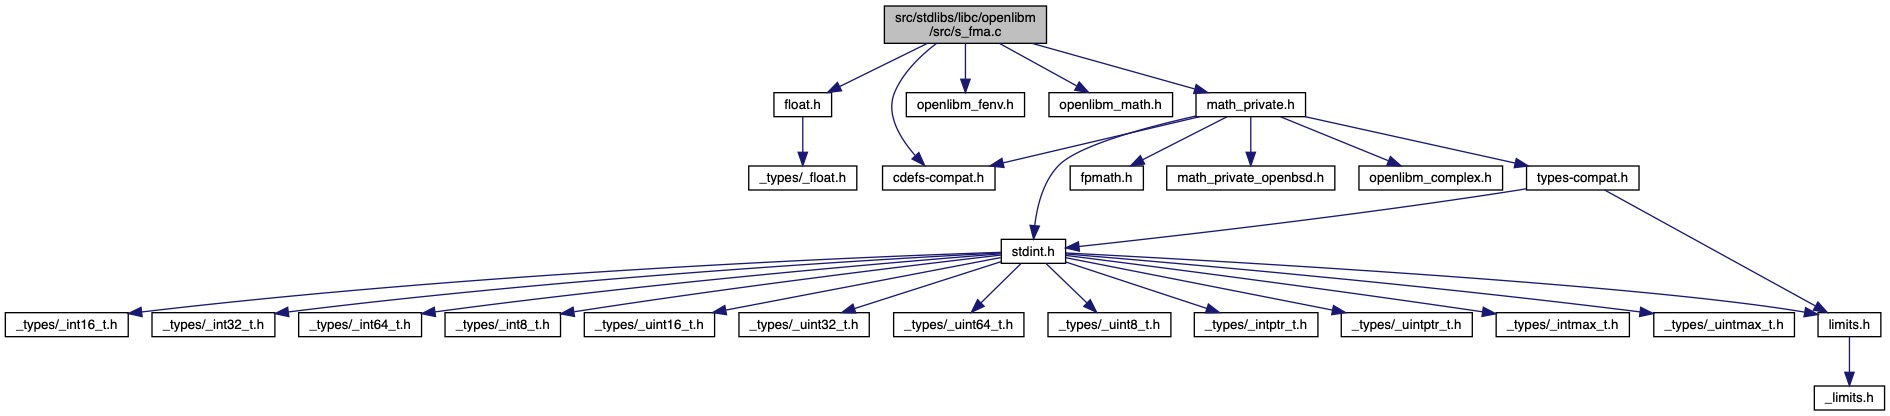 src/stdlibs/libc/openlibm
/src/s_fma.c
float.h
openlibm_fenv.h
openlibm_math.h
math_private.h
_types/_float.h
cdefs-compat.h
fpmath.h
math_private_openbsd.h
openlibm_complex.h
types-compat.h
stdint.h
_types/_int16_t.h
_types/_int32_t.h
_types/_int64_t.h
_types/_int8_t.h
_types/_uint16_t.h
_types/_uint32_t.h
_types/_uint64_t.h
_types/_uint8_t.h
_types/_intptr_t.h
_types/_uintptr_t.h
_types/_intmax_t.h
_types/_uintmax_t.h
limits.h
_limits.h